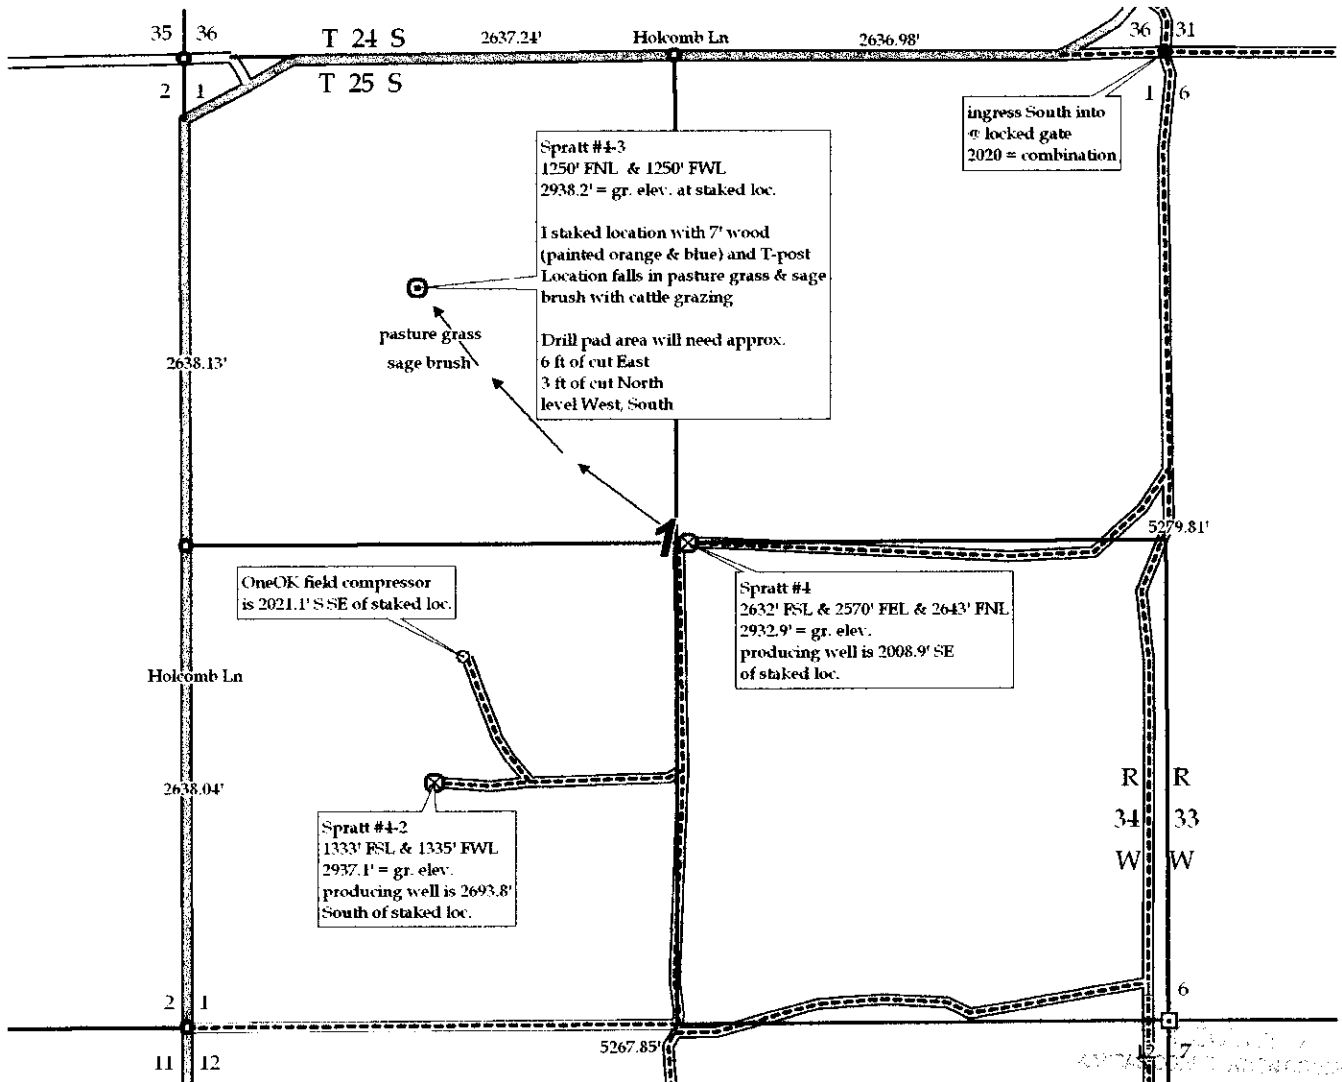 35 36
T 24 S
2637.24'
Holcomb Ln
2636.98'
36 31
2 1
T 25 S
1 6
ingress South into
@ locked gate
2020 = combination
Spratt #4-3
1250' FNL & 1250' FWL
2938.2' = gr. elev. at staked loc.
I staked location with 7' wood
(painted orange & blue) and T-post
Location falls in pasture grass & sage
brush with cattle grazing
Drill pad area will need approx.
6 ft of cut East
3 ft of cut North
level West, South
pasture grass
sage brush
2638.13'
1
5279.81'
OneOK field compressor
is 2021.1' S SE of staked loc.
Spratt #4
2632' FSL & 2570' FEL & 2643' FNL
2932.9' = gr. elev.
producing well is 2008.9' SE
of staked loc.
Holcomb Ln
2638.04'
R R
34 33
W W
Spratt #4-2
1333' FSL & 1335' FWL
2937.1' = gr. elev.
producing well is 2693.8'
South of staked loc.
2 1
6
5267.85'
11 12
12 7